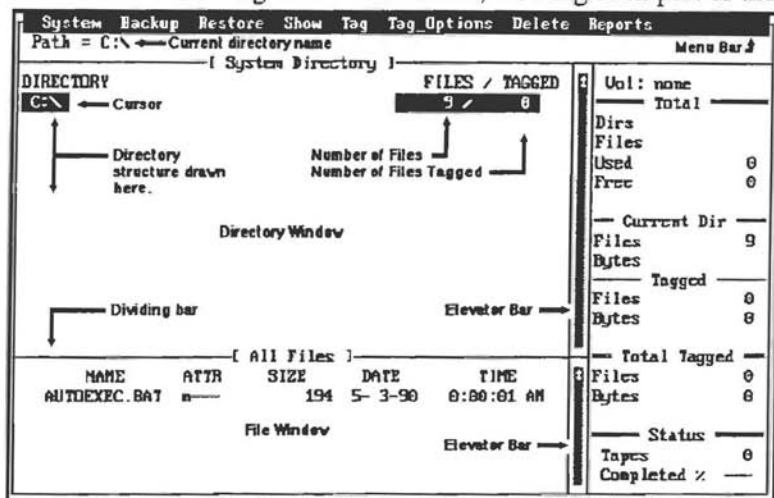 System Backup Restore Show Tag Tag_Options Delete Reports
Path = C:\ Current directory name
Menu Bar
[ System Directory ]
DIRECTORY FILES / TAGGED
C:\ Cursor 9 / 0
Directory structure drawn here.
Number of Files
Number of Files Tagged
Directory Window
Dividing bar
Elevator Bar
[ All Files ]
NAME ATTR SIZE DATE TIME
AUTOEXEC.BAT m--- 194 5- 3-90 0:00:01 AM
File Window
Elevator Bar
Vol: none
Total
Dirs
Files
Used 0
Free 0
Current Dir
Files 9
Bytes
Tagged
Files 0
Bytes 0
Total Tagged
Files 0
Bytes 0
Status
Tapes 0
Completed % ---